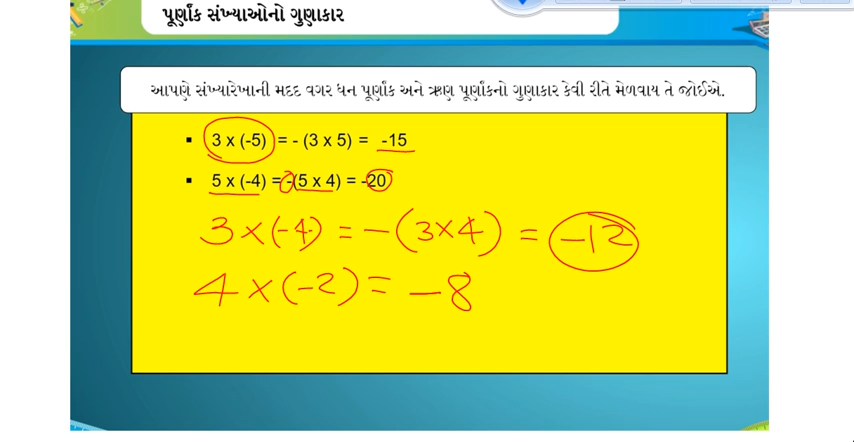 પૂર્ણાંક સંખ્યાઓનો ગુણાકાર
આપણે સંખ્યારેખાની મદદ વગર ધન પૂર્ણાંક અને ઋણ પૂર્ણાંકનો ગુણાકાર કેવી રીતે મેળવાય તે જોઈએ.
▪ 3 x (-5) = - (3 x 5) = -15
▪ 5 x (-4) = -(5 x 4) = -20
3 × (-4) = - (3×4) = -12
4 × (-2) = -8